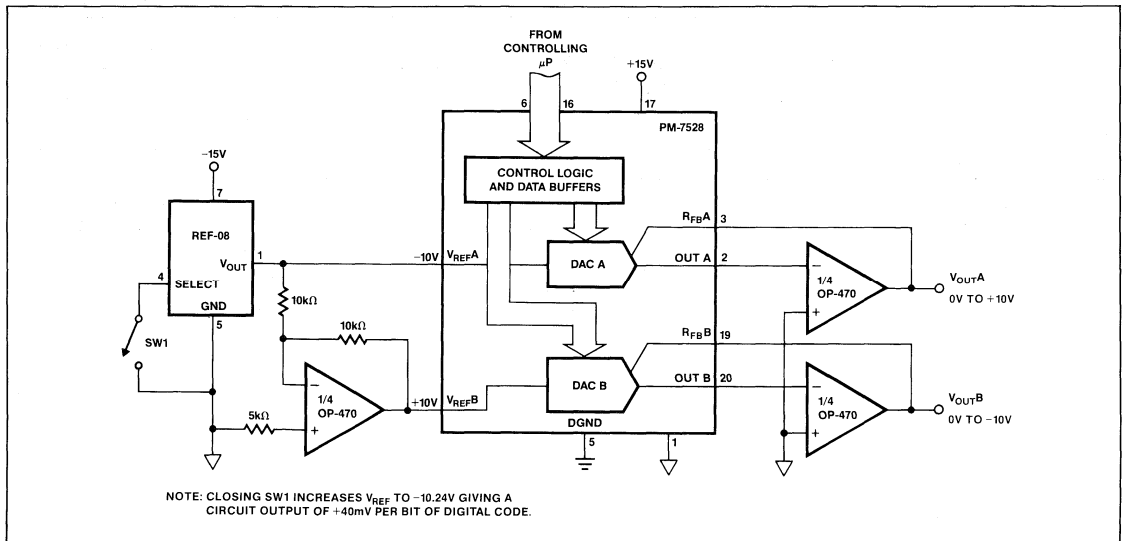 FROM
CONTROLLING
μP
+15V
6
16
17
PM-7528
–15V
7
CONTROL LOGIC
AND DATA BUFFERS
REF-08
VOUT
1
–10V
VREFA
4
SELECT
GND
5
SW1
10kΩ
10kΩ
5kΩ
–
+
1/4
OP-470
+10V
VREFB
DAC A
RFBA
3
OUT A
2
–
+
1/4
OP-470
VOUTA
0V TO +10V
DAC B
RFBB
19
OUT B
20
–
+
1/4
OP-470
VOUTB
0V TO –10V
DGND
5
1
NOTE: CLOSING SW1 INCREASES VREF TO –10.24V GIVING A
CIRCUIT OUTPUT OF +40mV PER BIT OF DIGITAL CODE.